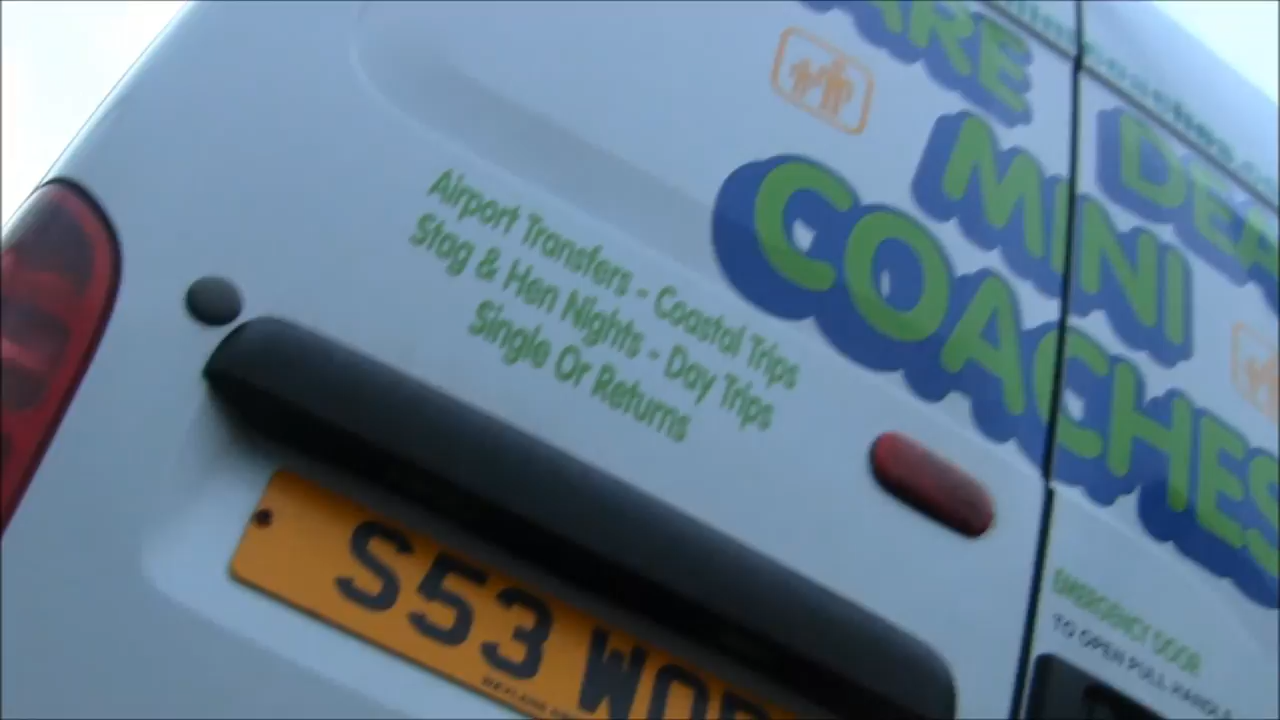 MINI
COACHES
Airport Transfers - Coastal Trips
Stag & Hen Nights - Day Trips
Single Or Returns
EMERGENCY DOOR
TO OPEN PULL HANDLE
S53